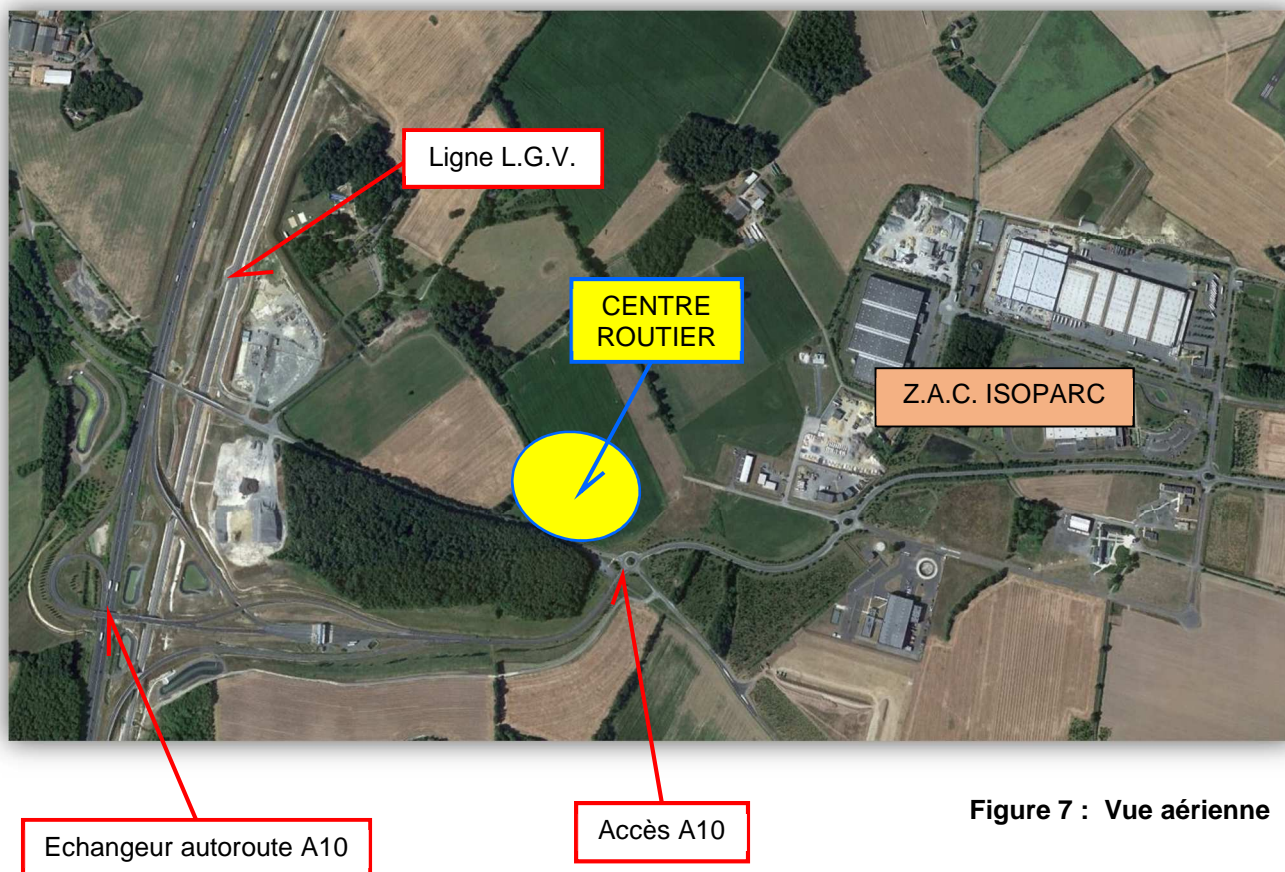 Ligne L.G.V.
CENTRE
ROUTIER
Z.A.C. ISOPARC
Figure 7 : Vue aérienne
Accès A10
Echangeur autoroute A10